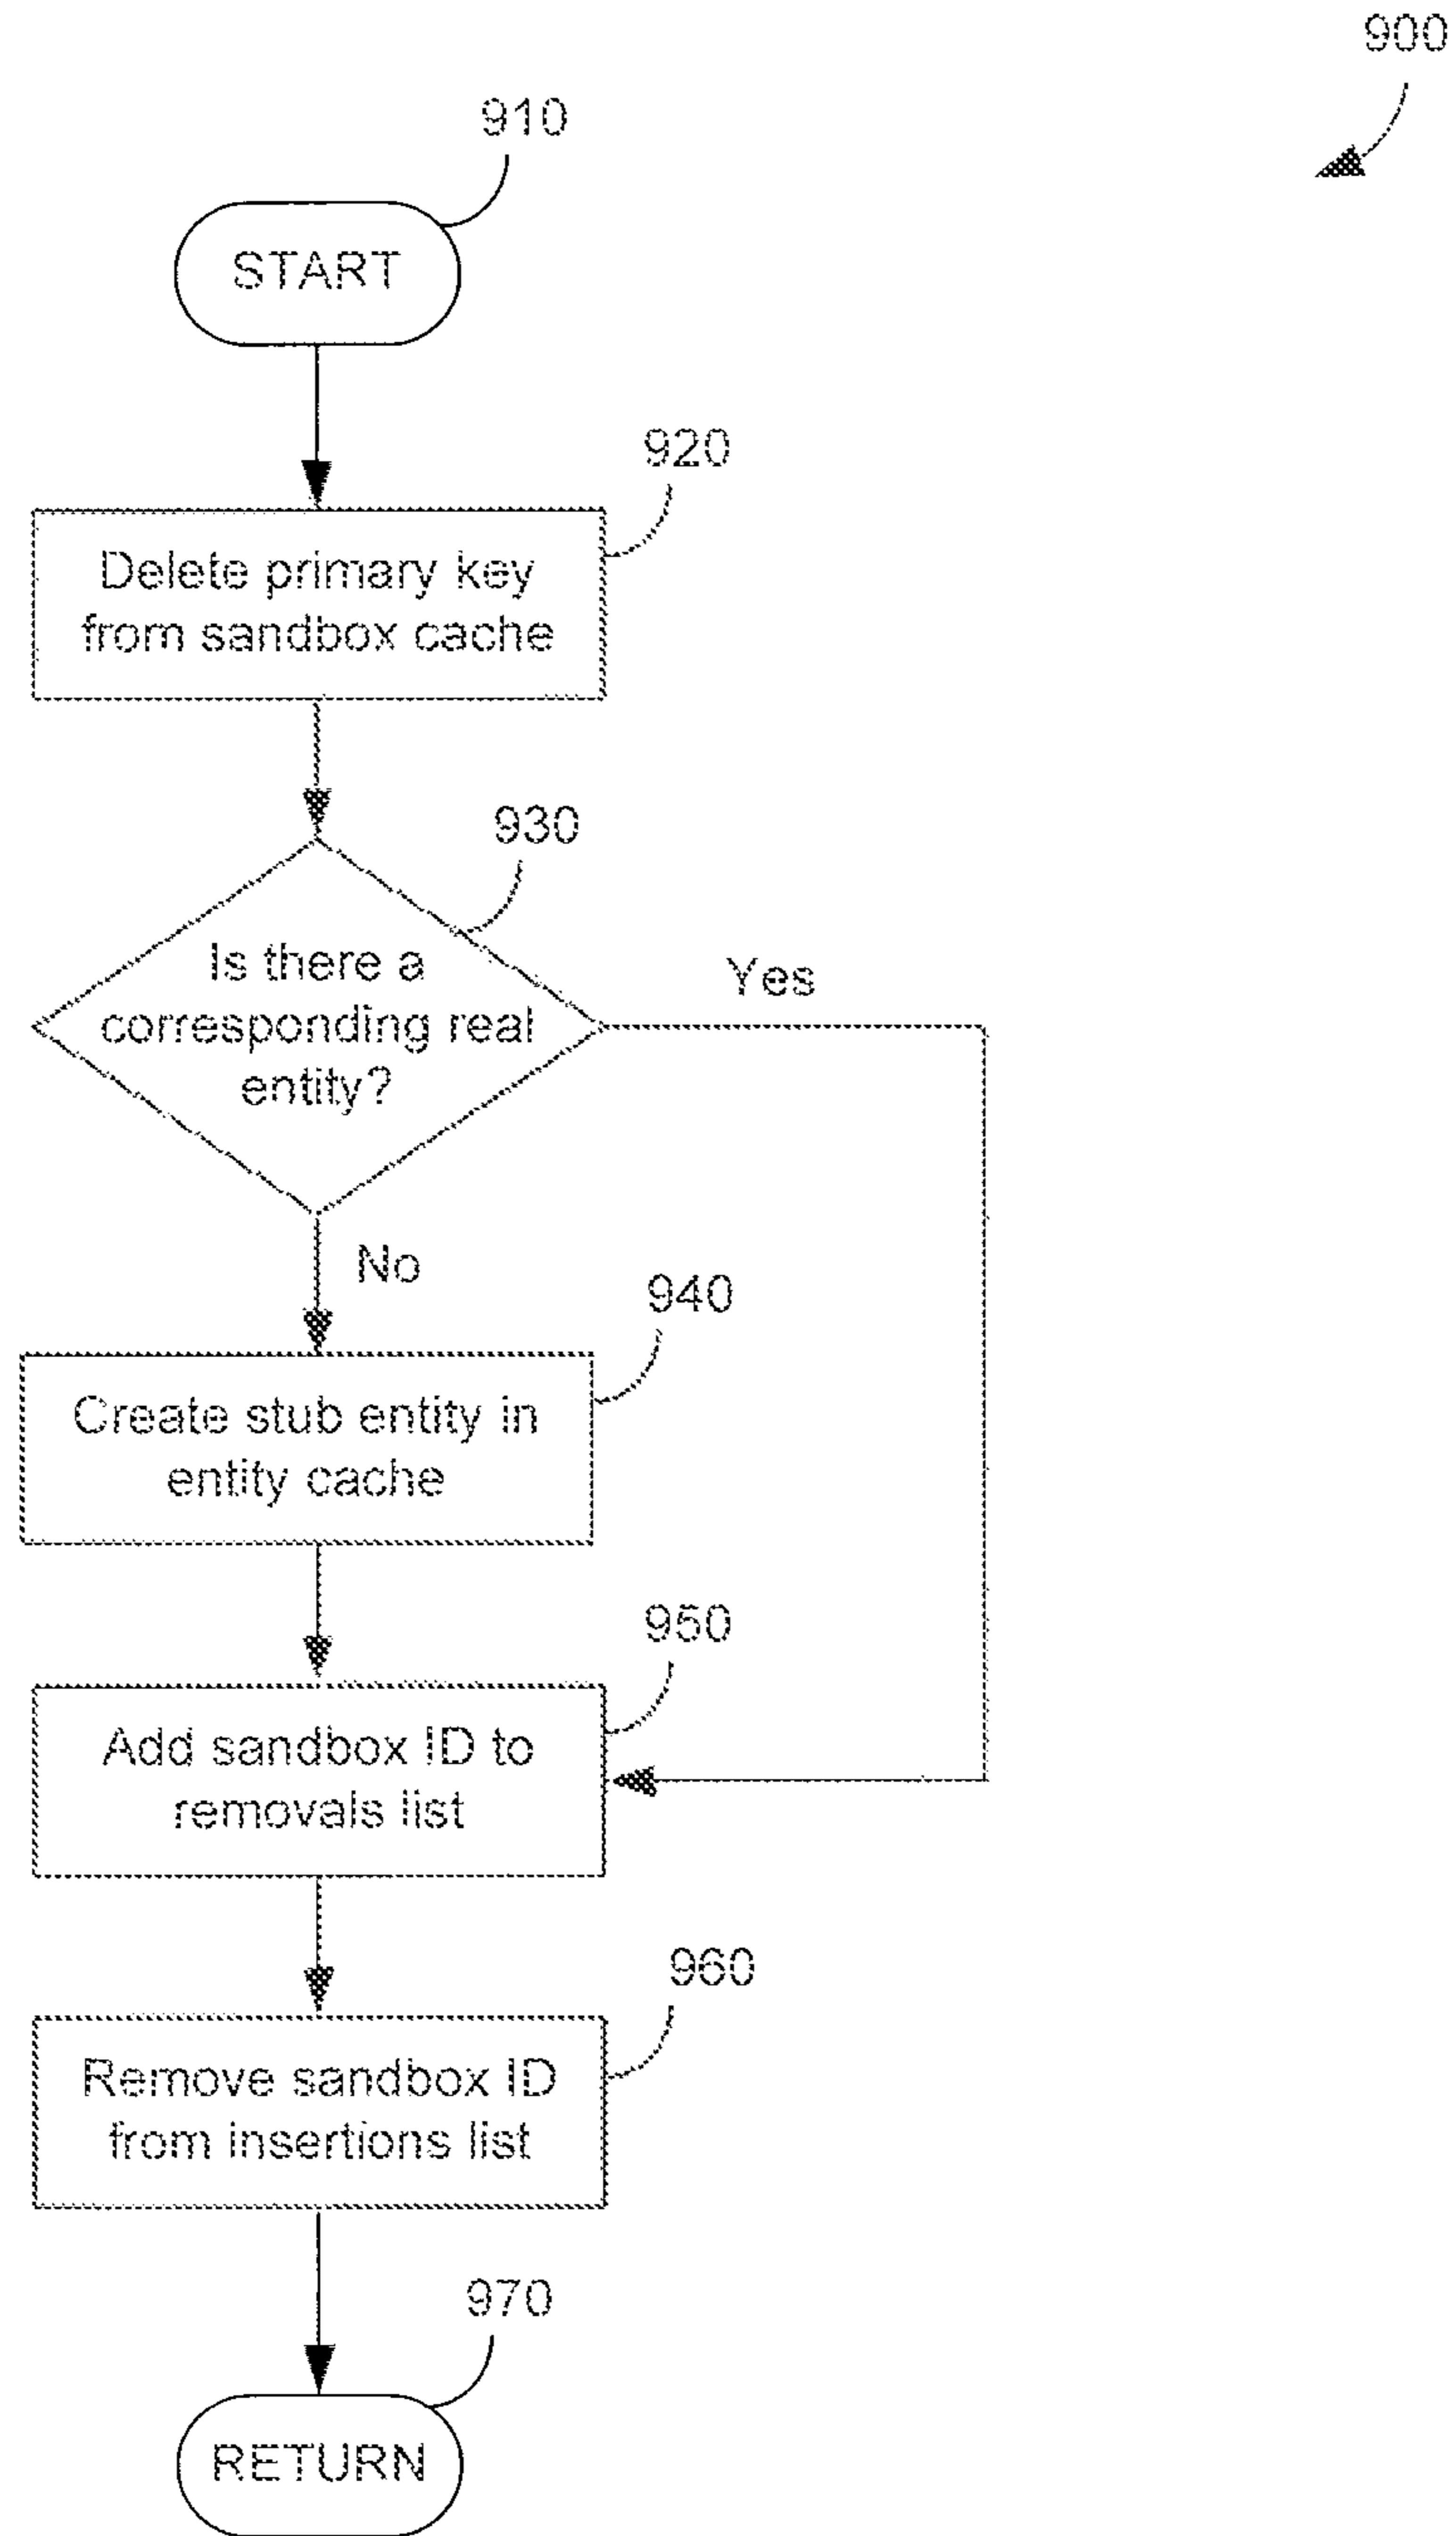 900
910
START
920
Delete primary key
from sandbox cache
930
Is there a
corresponding real
entity?
Yes
No
940
Create stub entity in
entity cache
950
Add sandbox ID to
removals list
960
Remove sandbox ID
from insertions list
970
RETURN